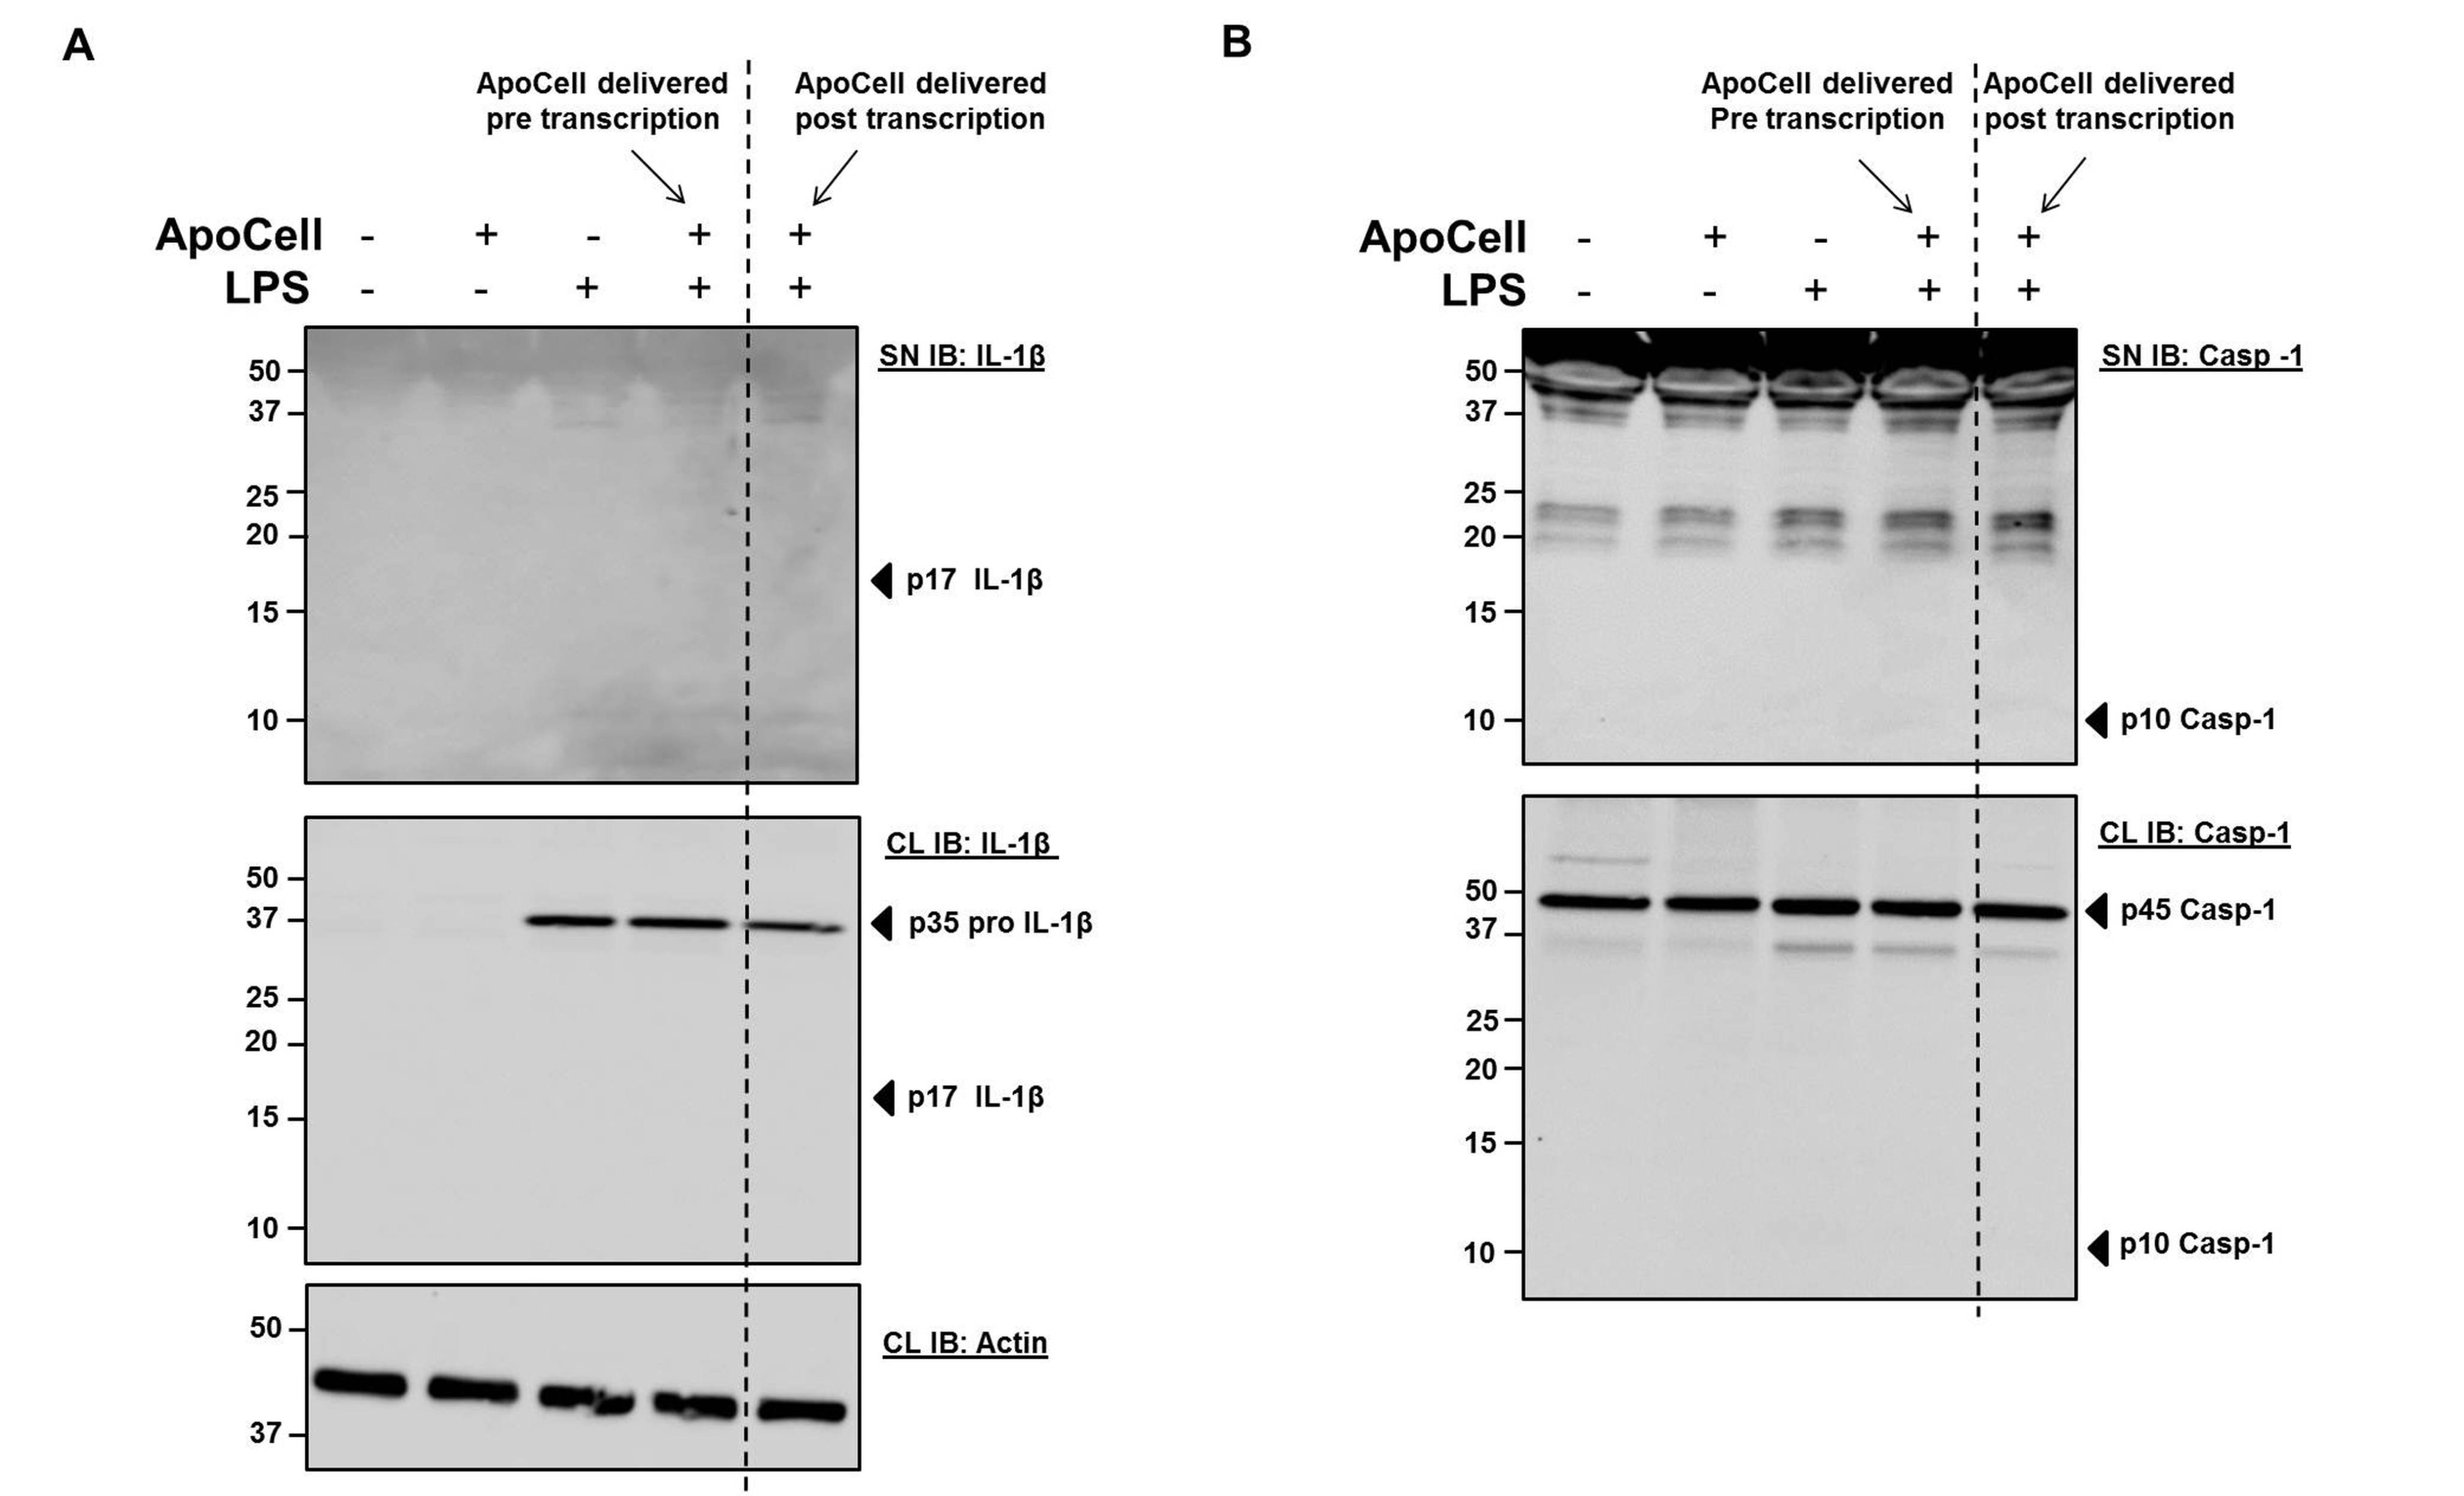 A
ApoCell delivered
pre transcription
ApoCell delivered
post transcription
ApoCell - + - + +
LPS - - + + +
50
37
25
20
15
10
SN IB: IL-1β
p17 IL-1β
50
37
25
20
15
10
CL IB: IL-1β
p35 pro IL-1β
p17 IL-1β
50
37
CL IB: Actin
B
ApoCell delivered
Pre transcription
ApoCell delivered
post transcription
ApoCell - + - + +
LPS - - + + +
50
37
25
20
15
10
SN IB: Casp -1
p10 Casp-1
50
37
25
20
15
10
CL IB: Casp-1
p45 Casp-1
p10 Casp-1